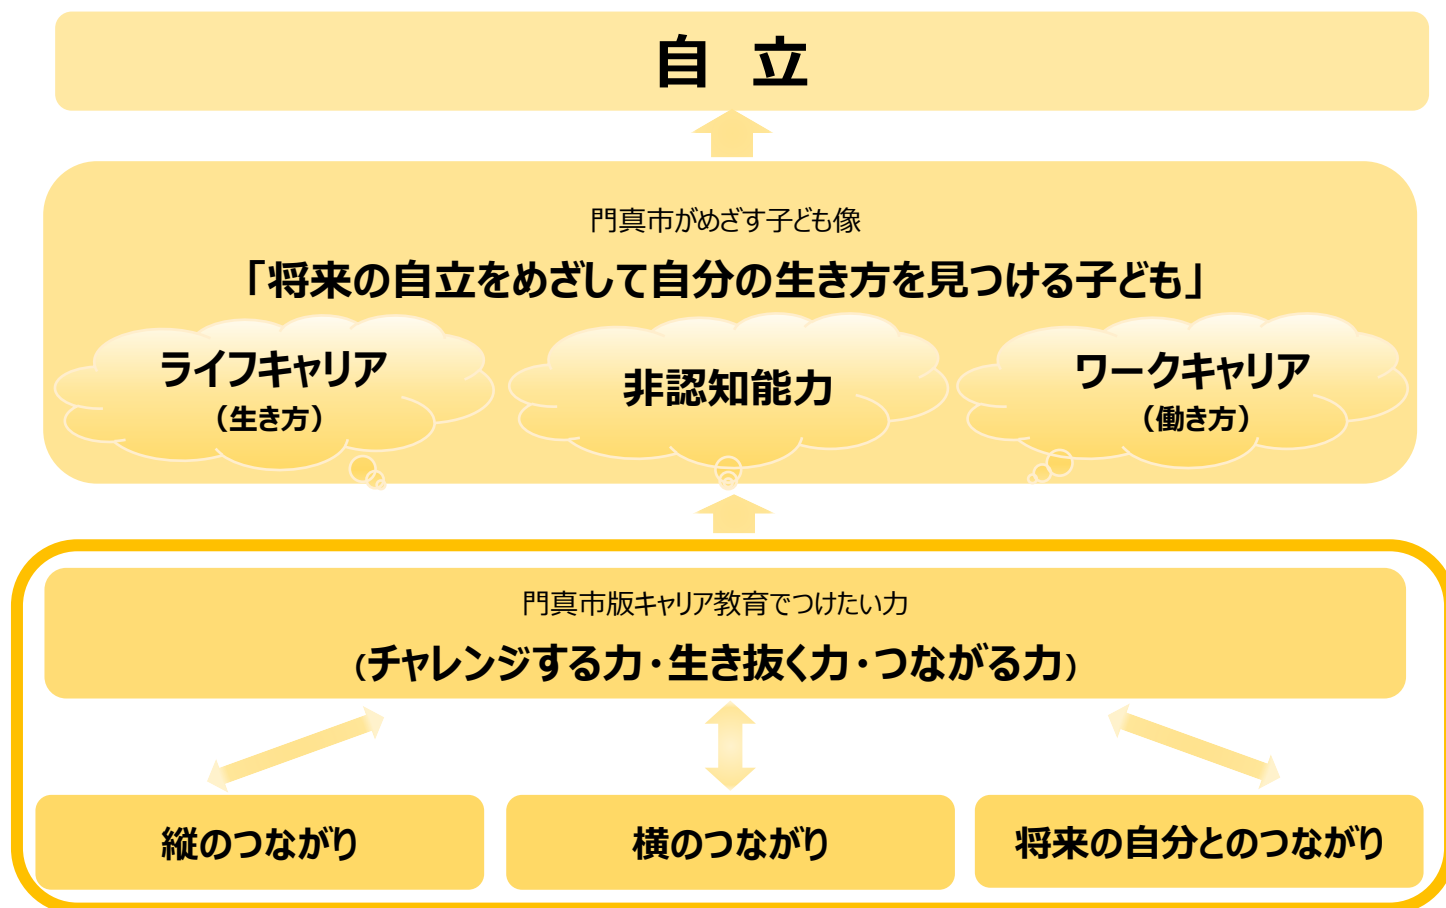 自 立
門真市がめざす子ども像
「将来の自立をめざして自分の生き方を見つける子ども」
ライフキャリア
（生き方）
非認知能力
ワークキャリア
（働き方）
門真市版キャリア教育でつけたい力
(チャレンジする力・生き抜く力・つながる力)
縦のつながり
横のつながり
将来の自分とのつながり